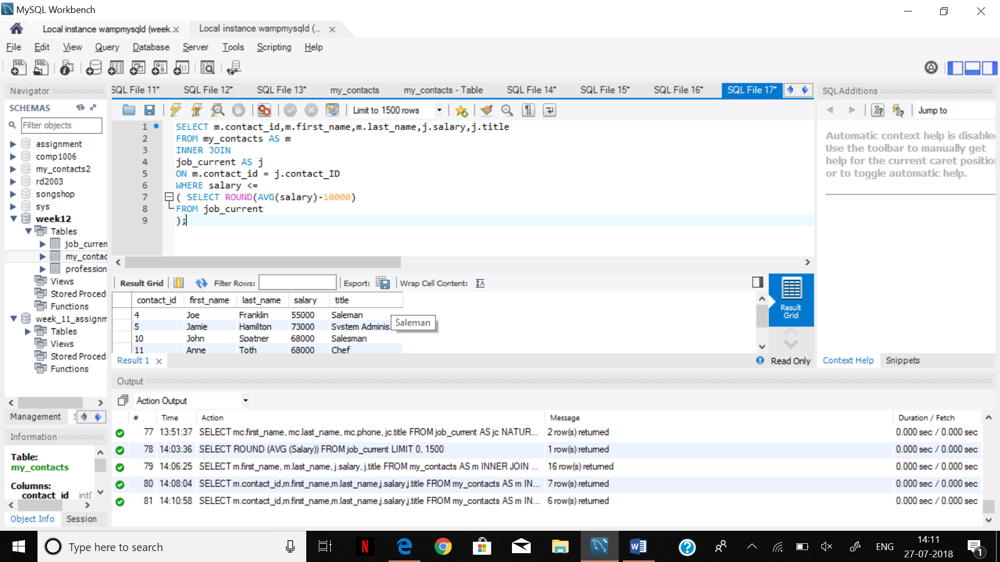 MySQL Workbench
Local instance wampmysqld (week.
Local instance wampmysqld (...
File Edit View Query Database Server Tools Scripting Help
Navigator
SQL File 11* SQL File 12* SQL File 13* my_contacts my_contacts - Table SQL File 14* SQL File 15* SQL File 16* SQL File 17*
SQLAdditions
SCHEMAS
Limit to 1500 rows
Jump to
Filter objects
assignment
comp1006
my_contacts2
rd2003
songshop
sys
week12
Tables
job_curren
my_contac
profession
Views
Stored Proced
Functions
week_11_assignm
Tables
Views
Stored Proced
Functions
1 SELECT m.contact_id,m.first_name,m.last_name,j.salary,j.title
2 FROM my_contacts AS m
3 INNER JOIN
4 job_current AS j
5 ON m.contact_id = j.contact_ID
6 WHERE salary <=
7 ( SELECT ROUND(AVG(salary)-10000)
8 FROM job_current
9 );
Automatic context help is disable
Use the toolbar to manually get
help for the current caret positio
or to toggle automatic help.
Result Grid Filter Rows: Export: Wrap Cell Content:
contact_id first_name last_name salary title
4 Joe Franklin 55000 Saleman
5 Jamie Hamilton 73000 System Adminis.
10 John Spatner 68000 Salesman
11 Anne Toth 68000 Chef
Saleman
Result
Grid
Result 1
Read Only
Context Help Snippets
Output
Action Output
# Time Action Message Duration / Fetch
77 13:51:37 SELECT mc.first_name, mc.last_name, mc.phone, jc.title FROM job_current AS jc NATUR... 2 row(s) returned 0.000 sec / 0.000 sec
78 14:03:36 SELECT ROUND (AVG (Salary)) FROM job_current LIMIT 0, 1500 1 row(s) returned 0.000 sec / 0.000 sec
79 14:06:25 SELECT m.first_name, m.last_name, j.salary, j.title FROM my_contacts AS m INNER JOIN ... 16 row(s) returned 0.000 sec / 0.000 sec
80 14:08:04 SELECT m.contact_id,m.first_name,m.last_name,j.salary,j.title FROM my_contacts AS m IN... 7 row(s) returned 0.000 sec / 0.000 sec
81 14:10:58 SELECT m.contact_id,m.first_name,m.last_name,j.salary,j.title FROM my_contacts AS m IN... 6 row(s) returned 0.000 sec / 0.000 sec
Management
Information
Table:
my_contacts
Columns:
contact_id int(
Object Info Session
Type here to search
ENG
14:11
27-07-2018
1